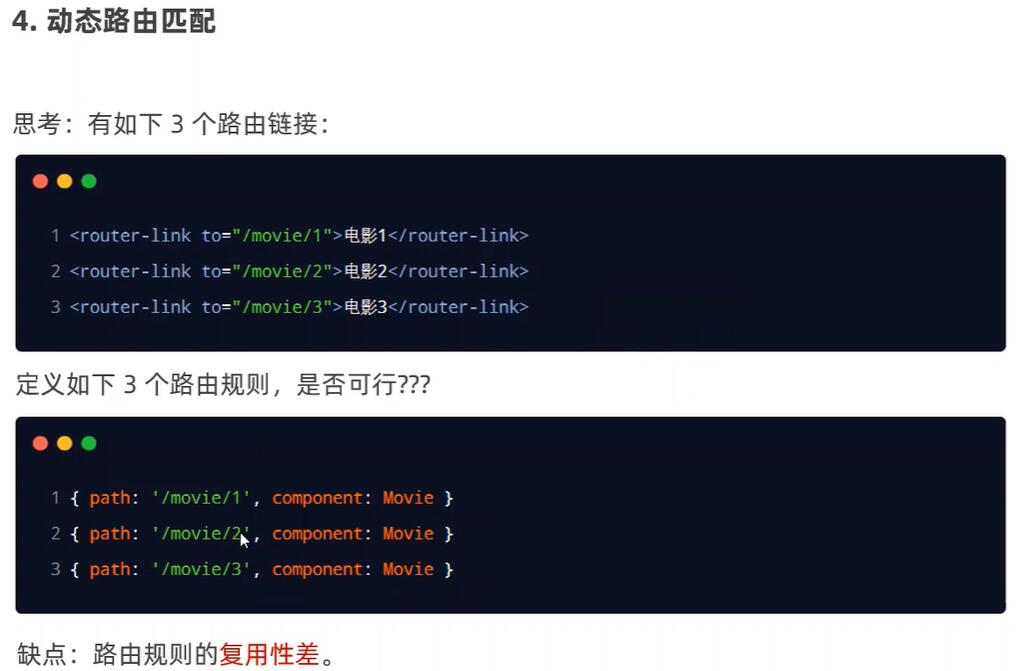 4. 动态路由匹配
思考：有如下 3 个路由链接：
1 <router-link to="/movie/1">电影1</router-link>
2 <router-link to="/movie/2">电影2</router-link>
3 <router-link to="/movie/3">电影3</router-link>
定义如下 3 个路由规则，是否可行???
1 { path: '/movie/1', component: Movie }
2 { path: '/movie/2', component: Movie }
3 { path: '/movie/3', component: Movie }
缺点：路由规则的复用性差。